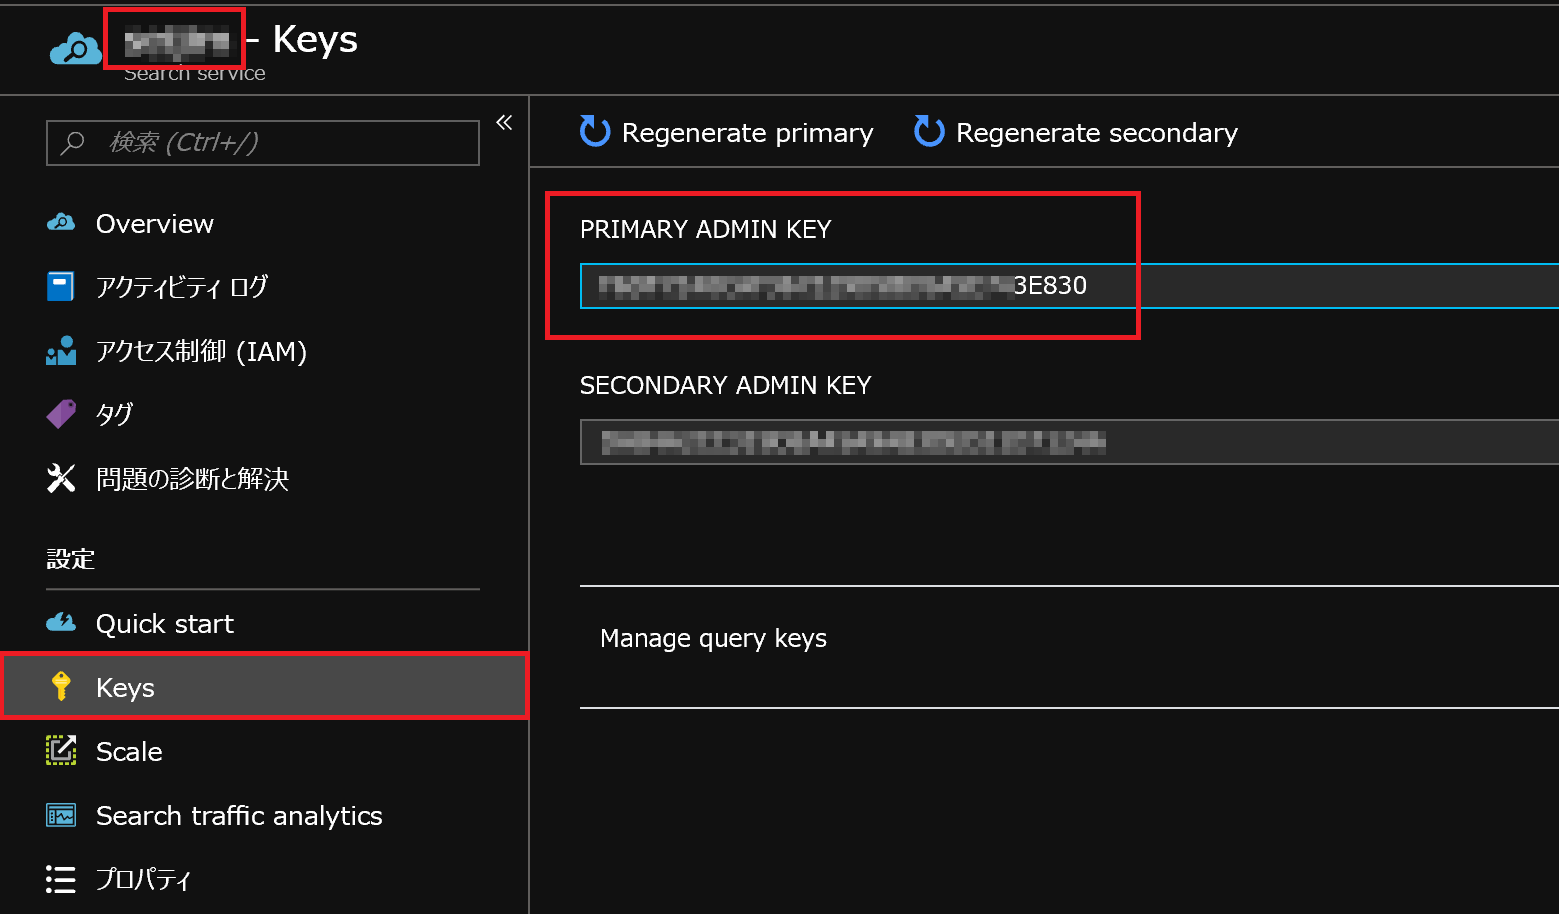 - Keys
Search service
検索 (Ctrl+/)
«
Overview
アクティビティ ログ
アクセス制御 (IAM)
タグ
問題の診断と解決
設定
Quick start
Keys
Scale
Search traffic analytics
プロパティ
Regenerate primary
Regenerate secondary
PRIMARY ADMIN KEY
3E830
SECONDARY ADMIN KEY
Manage query keys